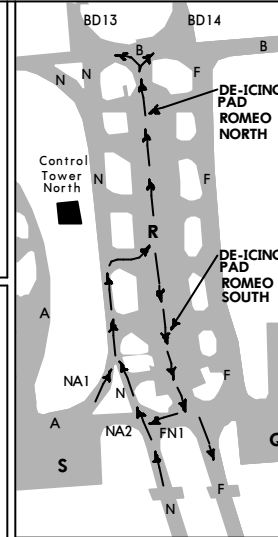 BD13 BD14
B
B
N N F
DE-ICING
PAD
ROMEO
NORTH
Control
Tower
North
N F
R
DE-ICING
PAD
ROMEO
SOUTH
A
NA1
N
F
A
NA2 FN1
S
F
N